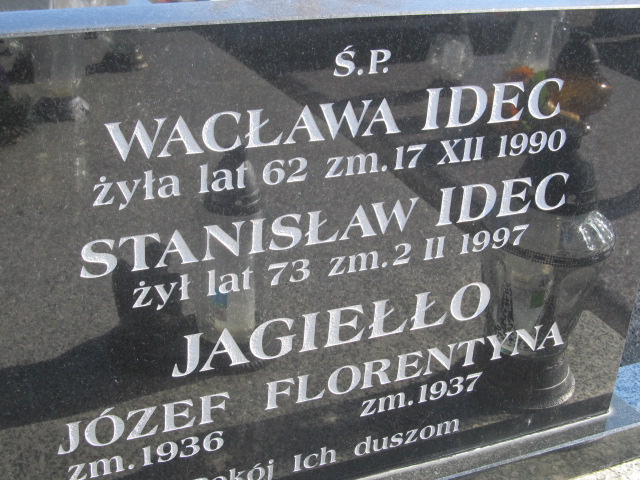 Ś.P.
WACŁAWA IDEC
żyła lat 62 zm. 17 XII 1990
STANISŁAW IDEC
żył lat 73 zm. 2 II 1997
JAGIEŁŁO
JÓZEF FLORENTYNA
zm. 1936 zm. 1937
Pokój Ich duszom